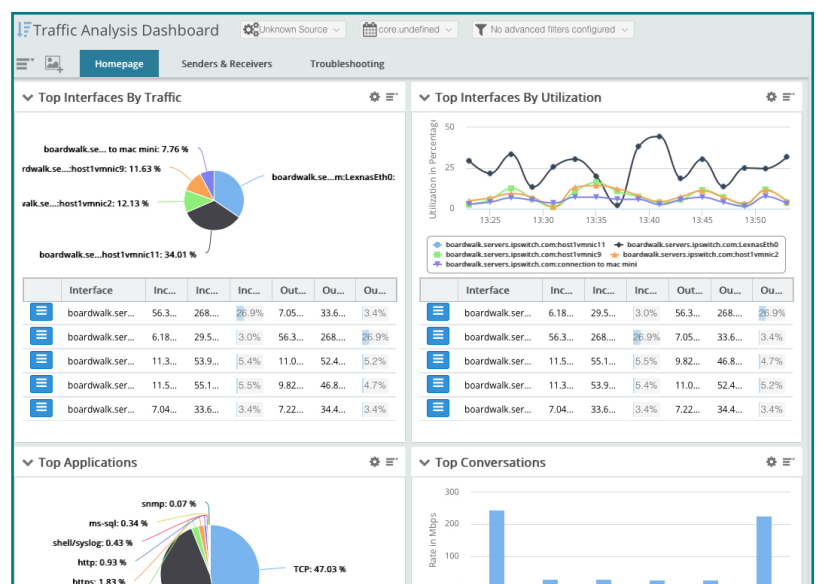 Traffic Analysis Dashboard
Unknown Source
core.undefined
No advanced filters configured
Homepage
Senders & Receivers
Troubleshooting
Top Interfaces By Traffic
boardwalk.se... to mac mini: 7.76 %
rdwalk.se...:host1vmnic9: 11.63 %
boardwalk.se...m:LexnasEth0:
valk.se...:host1vmnic2: 12.13 %
boardwalk.se...host1vmnic11: 34.01 %
Interface Inc... Inc... Inc... Out... Ou... Ou...
boardwalk.ser... 56.3... 268.... 26.9% 7.05... 33.6... 3.4%
boardwalk.ser... 6.18... 29.5... 3.0% 56.3... 268.... 26.9%
boardwalk.ser... 11.3... 53.9... 5.4% 11.0... 52.4... 5.2%
boardwalk.ser... 11.5... 55.1... 5.5% 9.82... 46.8... 4.7%
boardwalk.ser... 7.04... 33.6... 3.4% 7.22... 34.4... 3.4%
Top Interfaces By Utilization
Utilization in Percentage
50
25
0
13:25 13:30 13:35 13:40 13:45 13:50
boardwalk.servers.ipswitch.com:host1vmnic11 boardwalk.servers.ipswitch.com:LexnasEth0
boardwalk.servers.ipswitch.com:host1vmnic9 boardwalk.servers.ipswitch.com:host1vmnic2
boardwalk.servers.ipswitch.com:connection to mac mini
Interface Inc... Inc... Inc... Out... Ou... Ou...
boardwalk.ser... 6.18... 29.5... 3.0% 56.3... 268.... 26.9%
boardwalk.ser... 56.3... 268.... 26.9% 7.05... 33.6... 3.4%
boardwalk.ser... 11.5... 55.1... 5.5% 9.82... 46.8... 4.7%
boardwalk.ser... 11.3... 53.9... 5.4% 11.0... 52.4... 5.2%
boardwalk.ser... 7.04... 33.6... 3.4% 7.22... 34.4... 3.4%
Top Applications
snmp: 0.07 %
ms-sql: 0.34 %
shell/syslog: 0.43 %
http: 0.93 %
https: 1.83 %
TCP: 47.03 %
Top Conversations
Rate in Mbps
300
200
100